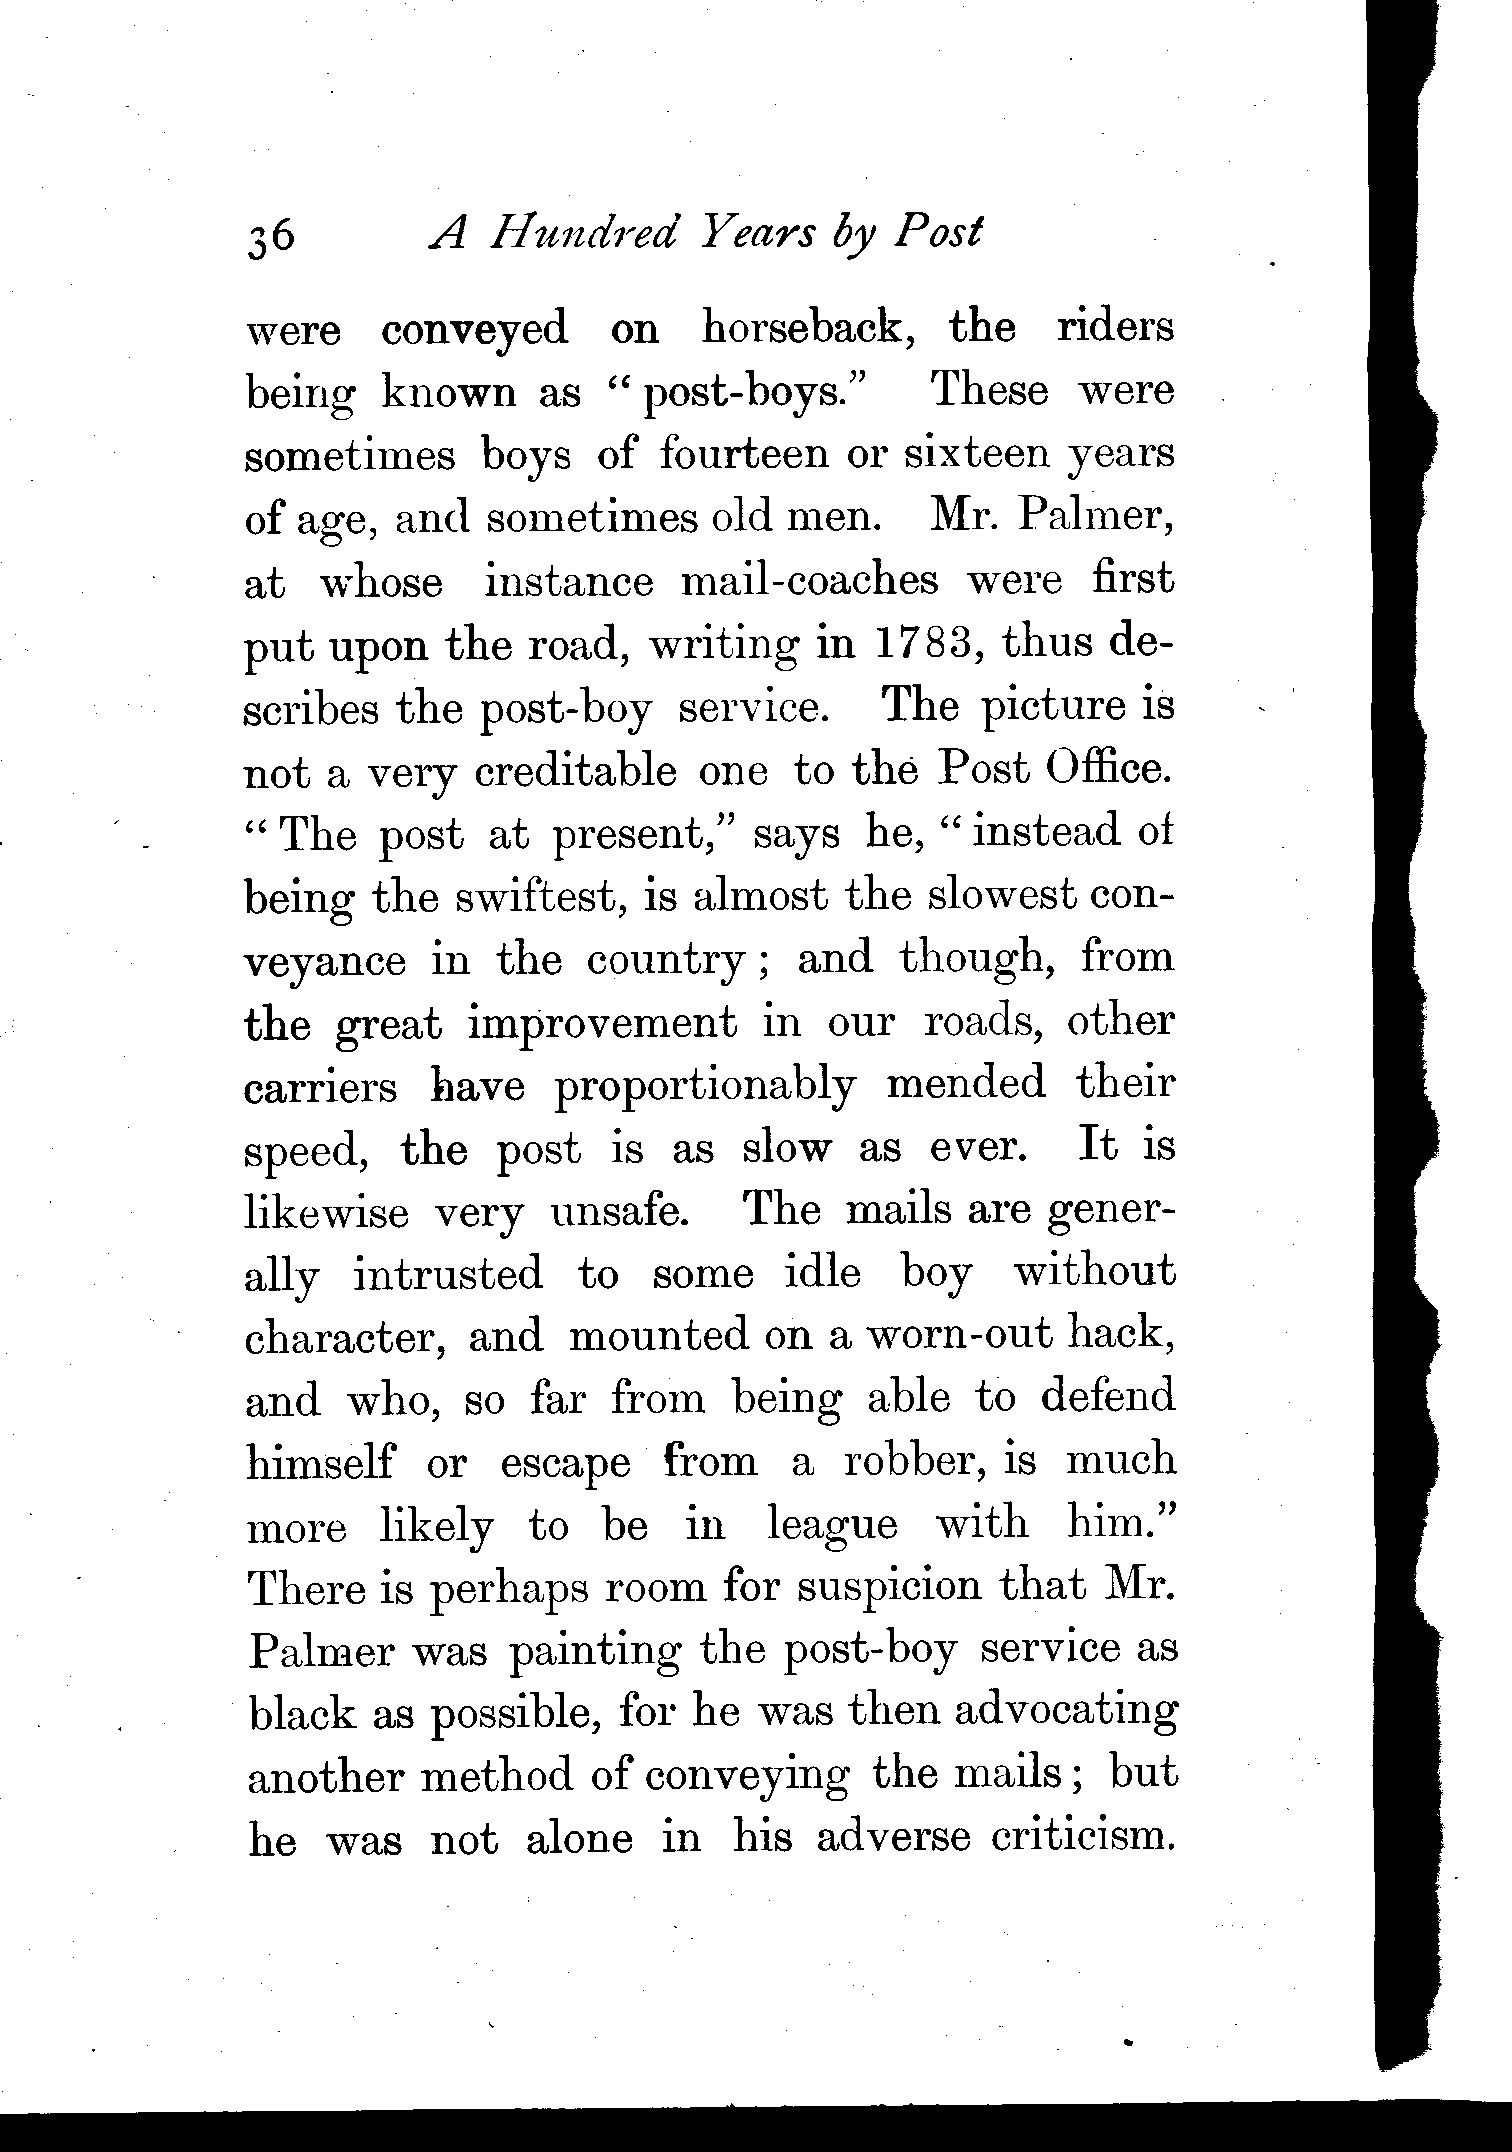 36 A Hundred Years by Post
were conveyed on horseback, the riders
being known as “ post-boys.” These were
sometimes boys of fourteen or sixteen years
of age, and sometimes old men. Mr. Palmer,
at whose instance mail-coaches were first
put upon the road, writing in 1783, thus de-
scribes the post-boy service. The picture is
not a very creditable one to the Post Office.
“ The post at present,” says he, “ instead of
being the swiftest, is almost the slowest con-
veyance in the country ; and though, from
the great improvement in our roads, other
carriers have proportionably mended their
speed, the post is as slow as ever. It is
likewise very unsafe. The mails are gener-
ally intrusted to some idle boy without
character, and mounted on a worn-out hack,
and who, so far from being able to defend
himself or escape from a robber, is much
more likely to be in league with him.”
There is perhaps room for suspicion that Mr.
Palmer was painting the post-boy service as
black as possible, for he was then advocating
another method of conveying the mails ; but
he was not alone in his adverse criticism.